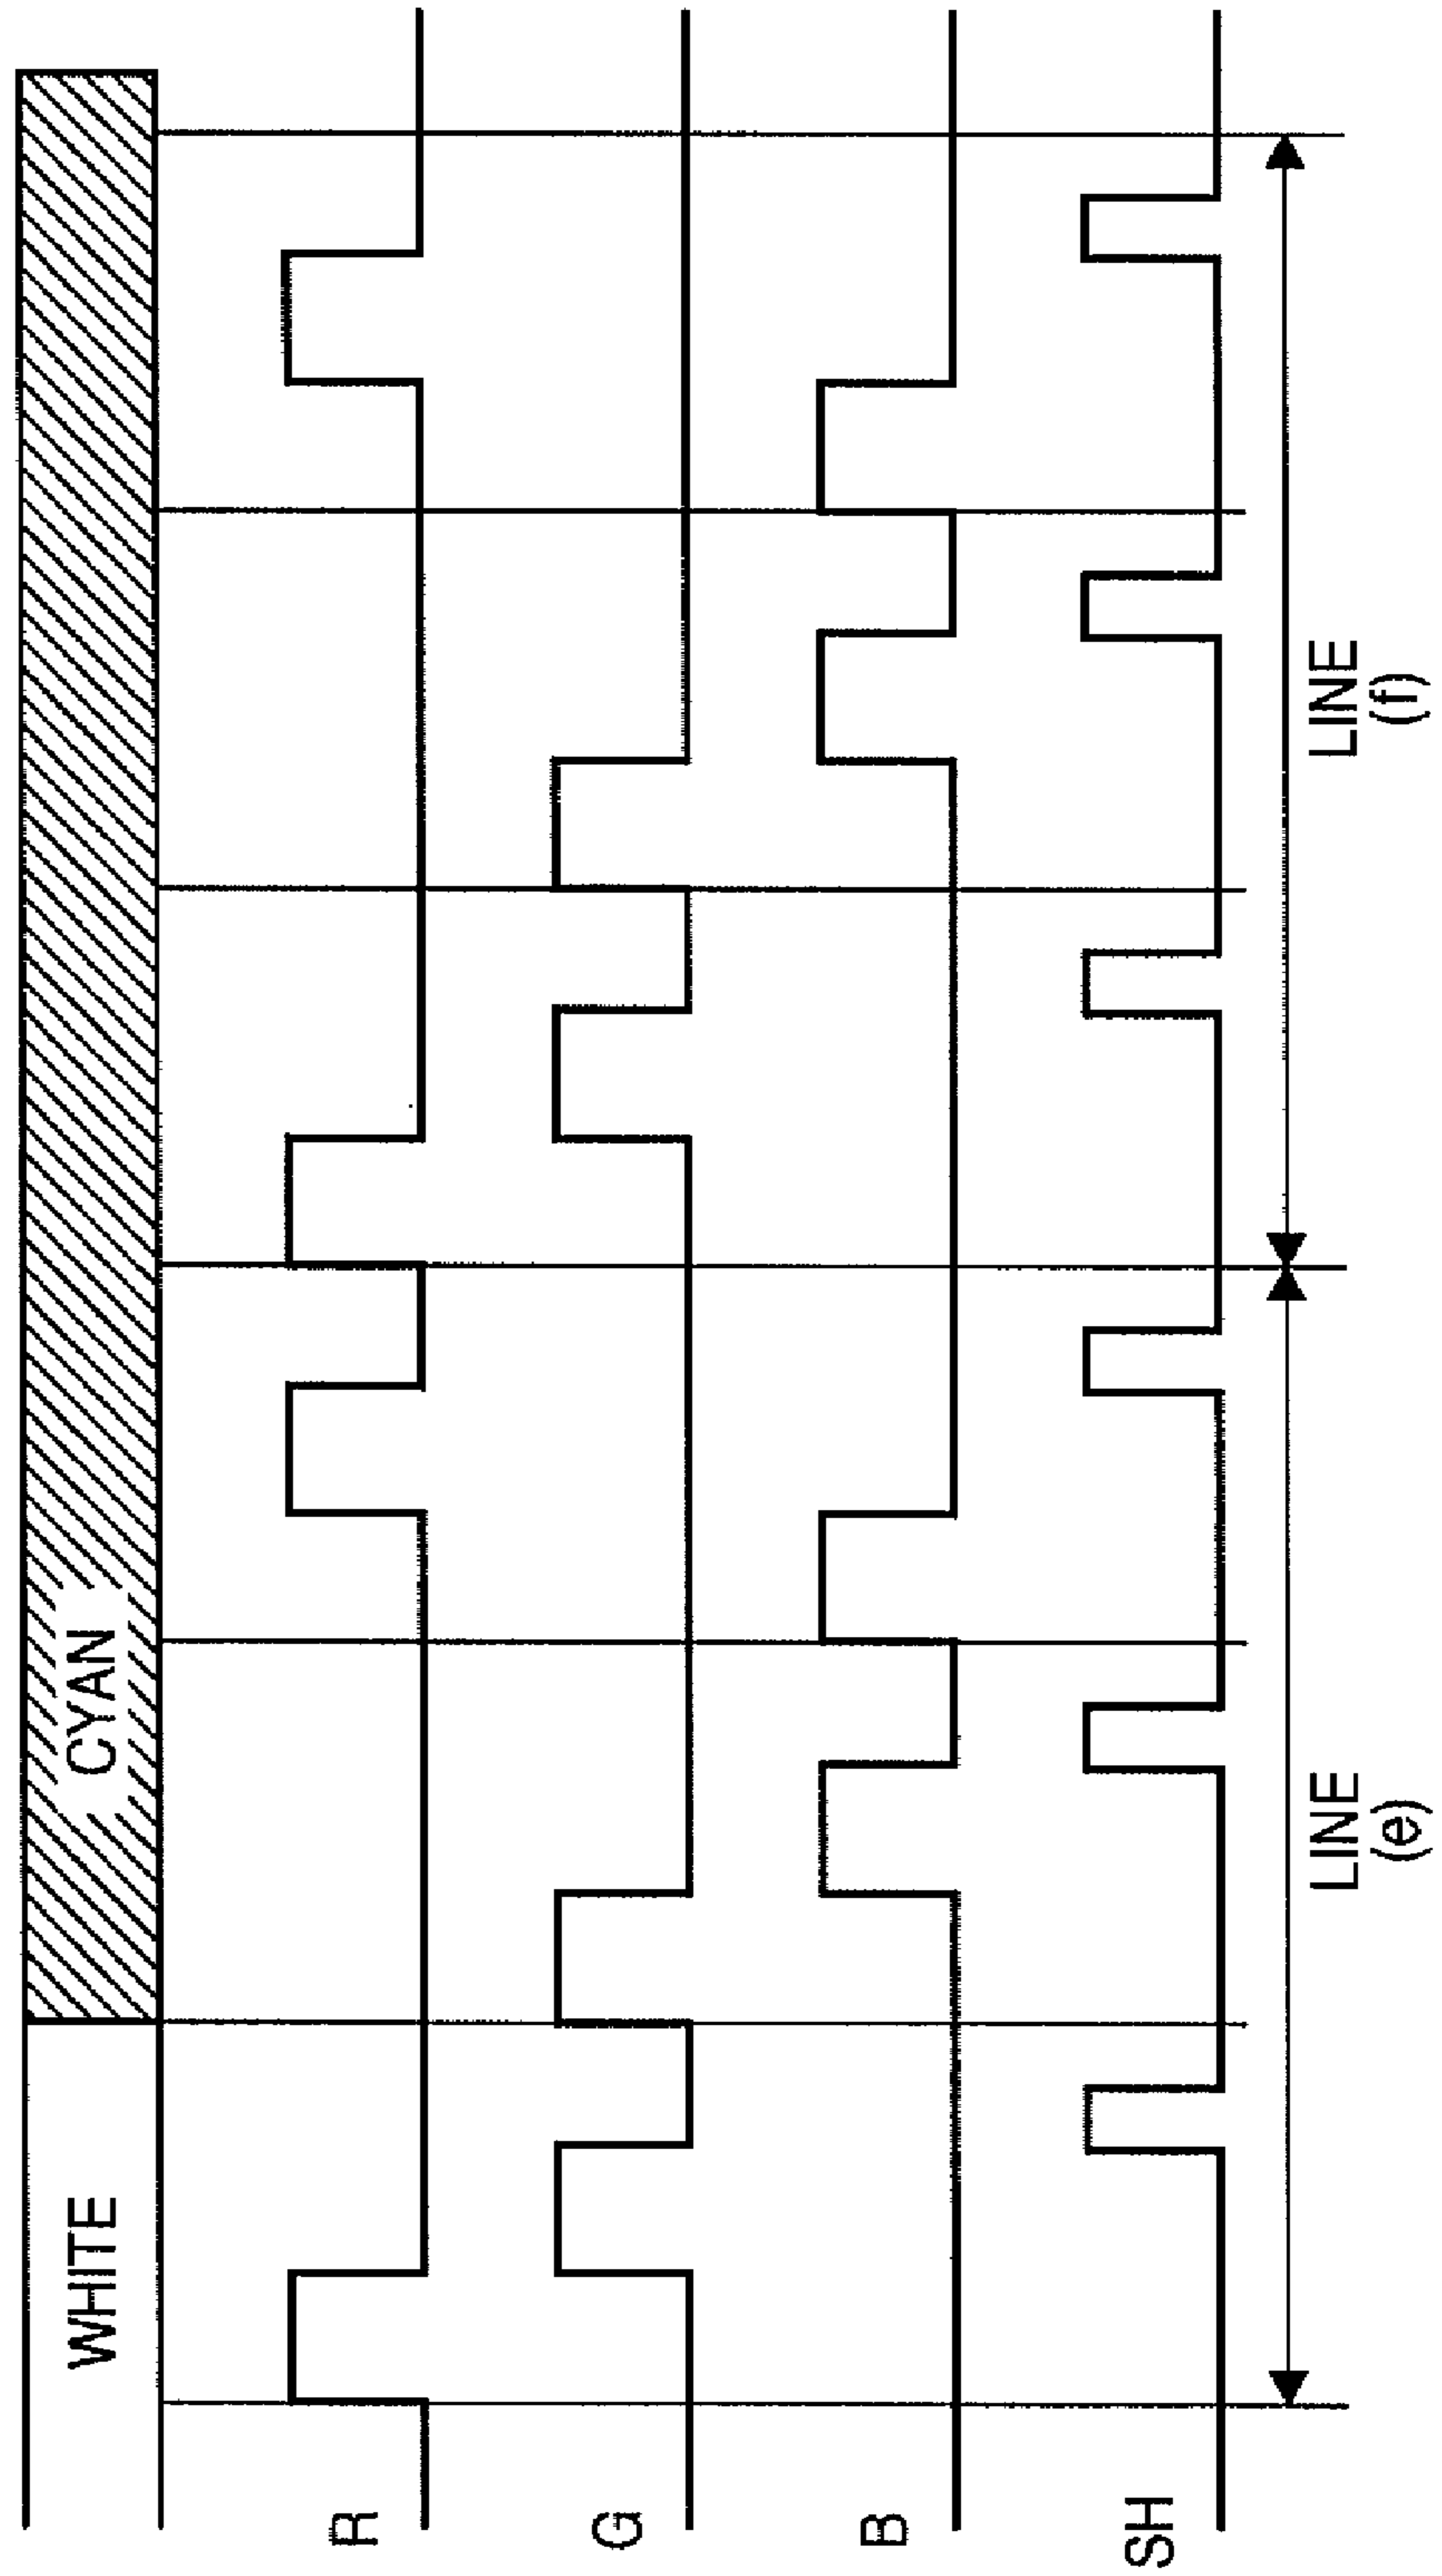 WHITE
CYAN
R
G
B
SH
LINE
(e)
LINE
(f)